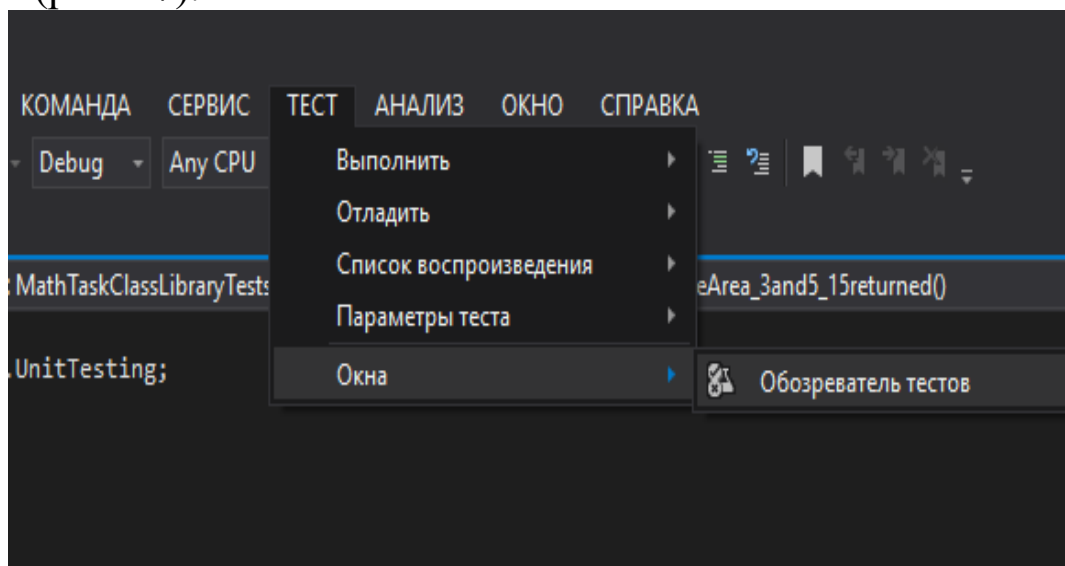 КОМАНДА СЕРВИС ТЕСТ АНАЛИЗ ОКНО СПРАВКА
Debug Any CPU
Выполнить
Отладить
Список воспроизведения
MathTaskClassLibraryTests eArea_3and5_15returned()
Параметры теста
.UnitTesting;
Окна
Обозреватель тестов